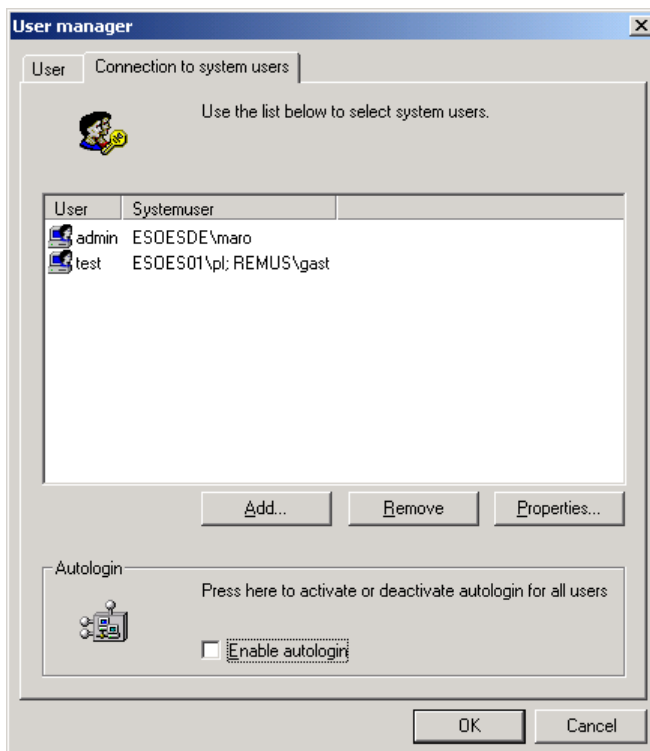 User manager
User Connection to system users
Use the list below to select system users.
User Systemuser
admin ESOESDE\maro
test ESOES01\pl; REMUS\gast
Add... Remove Properties...
Autologin
Press here to activate or deactivate autologin for all users
Enable autologin
OK Cancel